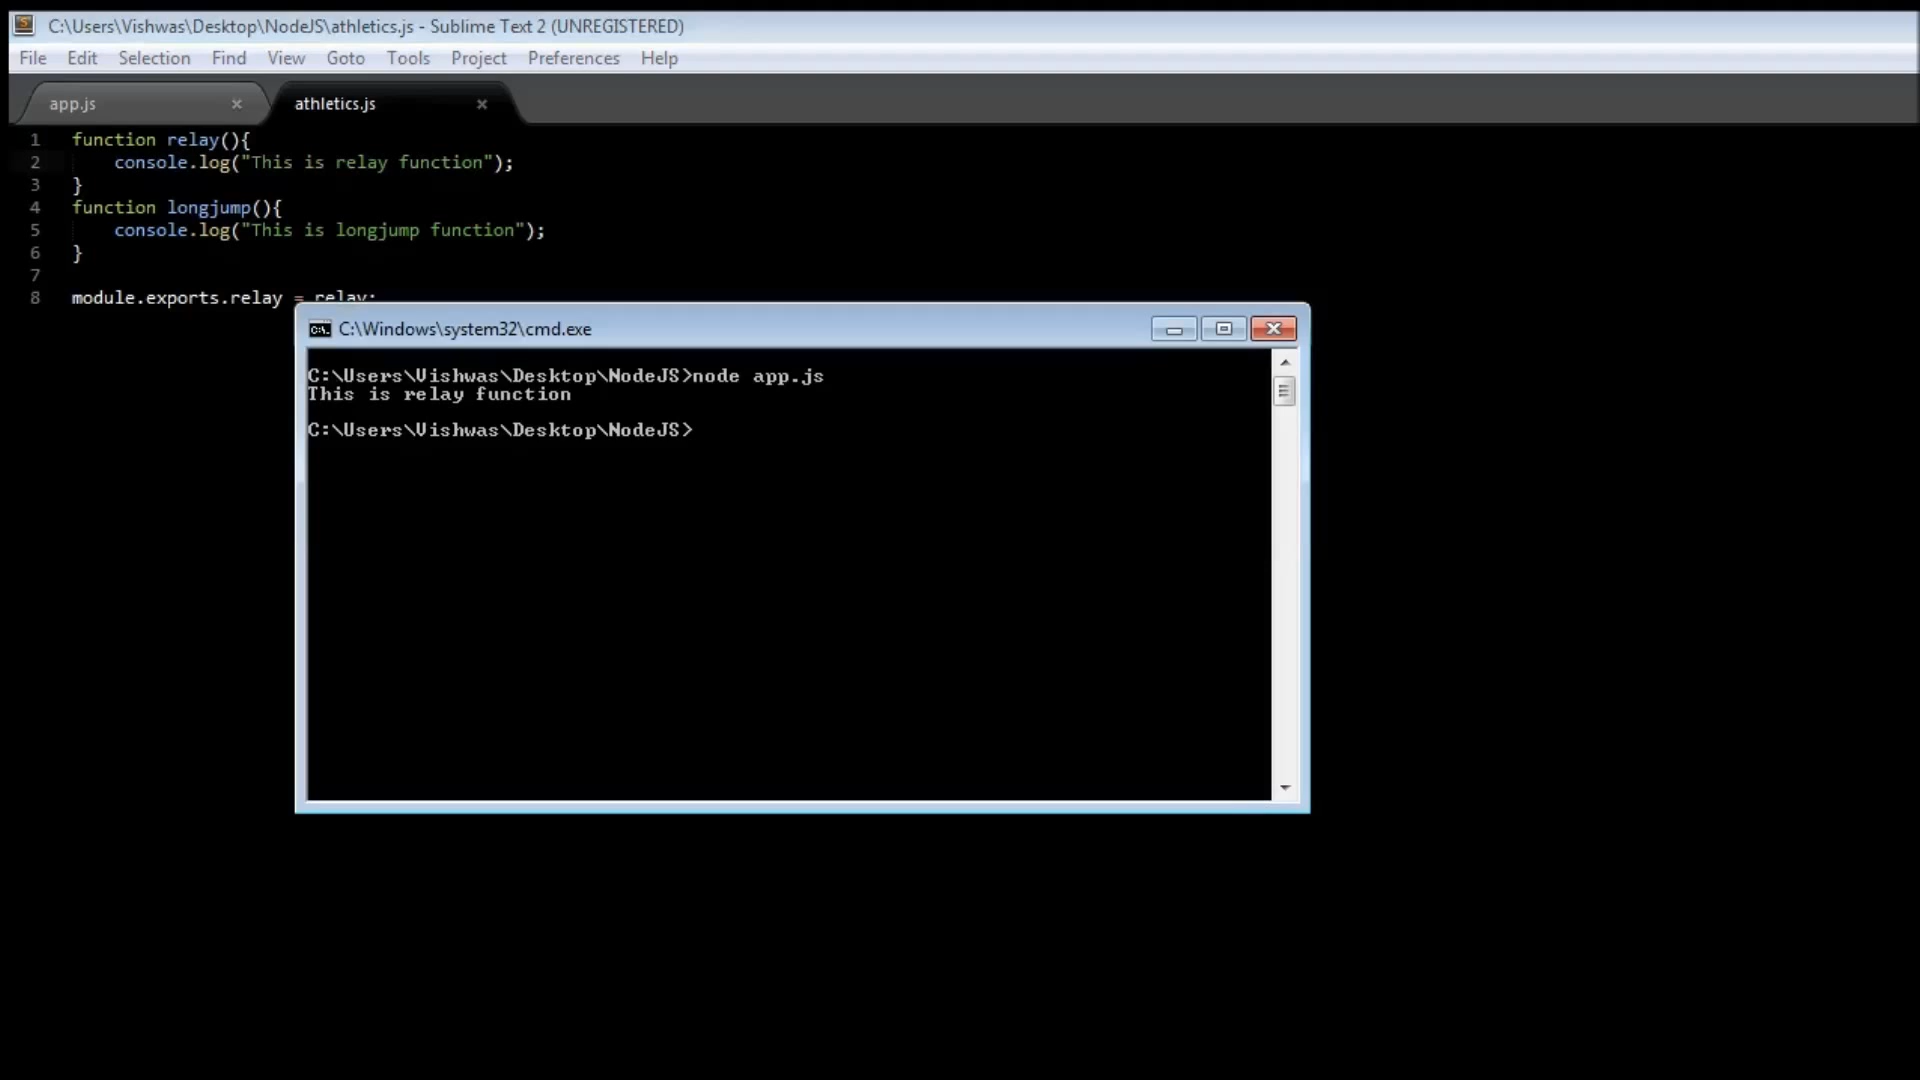 C:\Users\Vishwas\Desktop\NodeJS\athletics.js - Sublime Text 2 (UNREGISTERED)
File Edit Selection Find View Goto Tools Project Preferences Help
app.js × athletics.js ×
1 function relay(){
2 console.log("This is relay function");
3 }
4 function longjump(){
5 console.log("This is longjump function");
6 }
7
8 module.exports.relay = relay;
C:\Windows\system32\cmd.exe
C:\Users\Vishwas\Desktop\NodeJS>node app.js
This is relay function
C:\Users\Vishwas\Desktop\NodeJS>